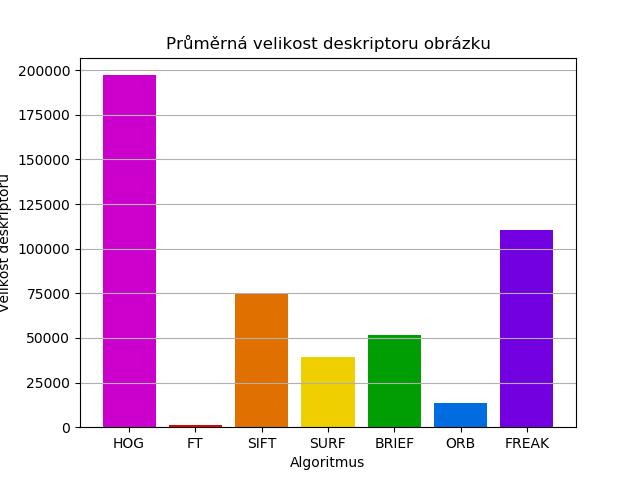 Průměrná velikost deskriptoru obrázku
Velikost deskriptoru
200000
175000
150000
125000
100000
75000
50000
25000
0
HOG FT SIFT SURF BRIEF ORB FREAK
Algoritmus